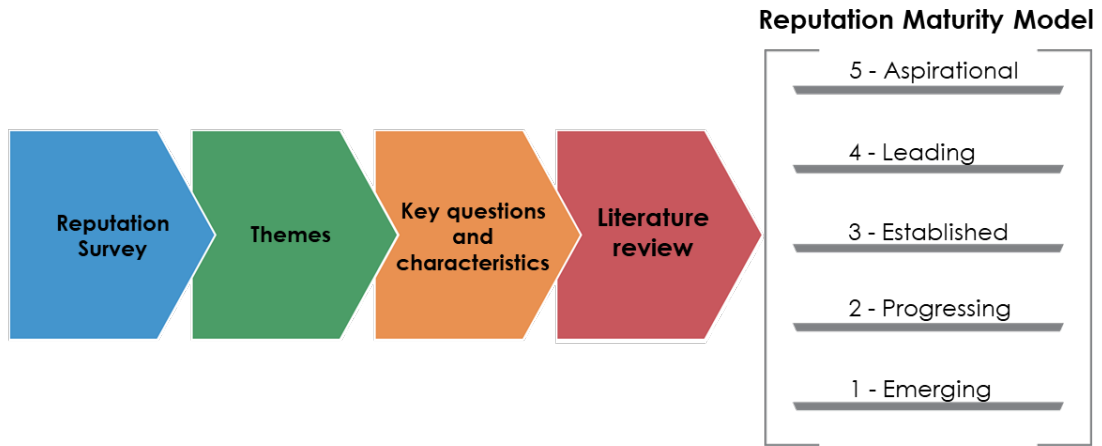 Reputation Maturity Model
Reputation
Survey
Themes
Key questions
and
characteristics
Literature
review
5 - Aspirational
4 - Leading
3 - Established
2 - Progressing
1 - Emerging